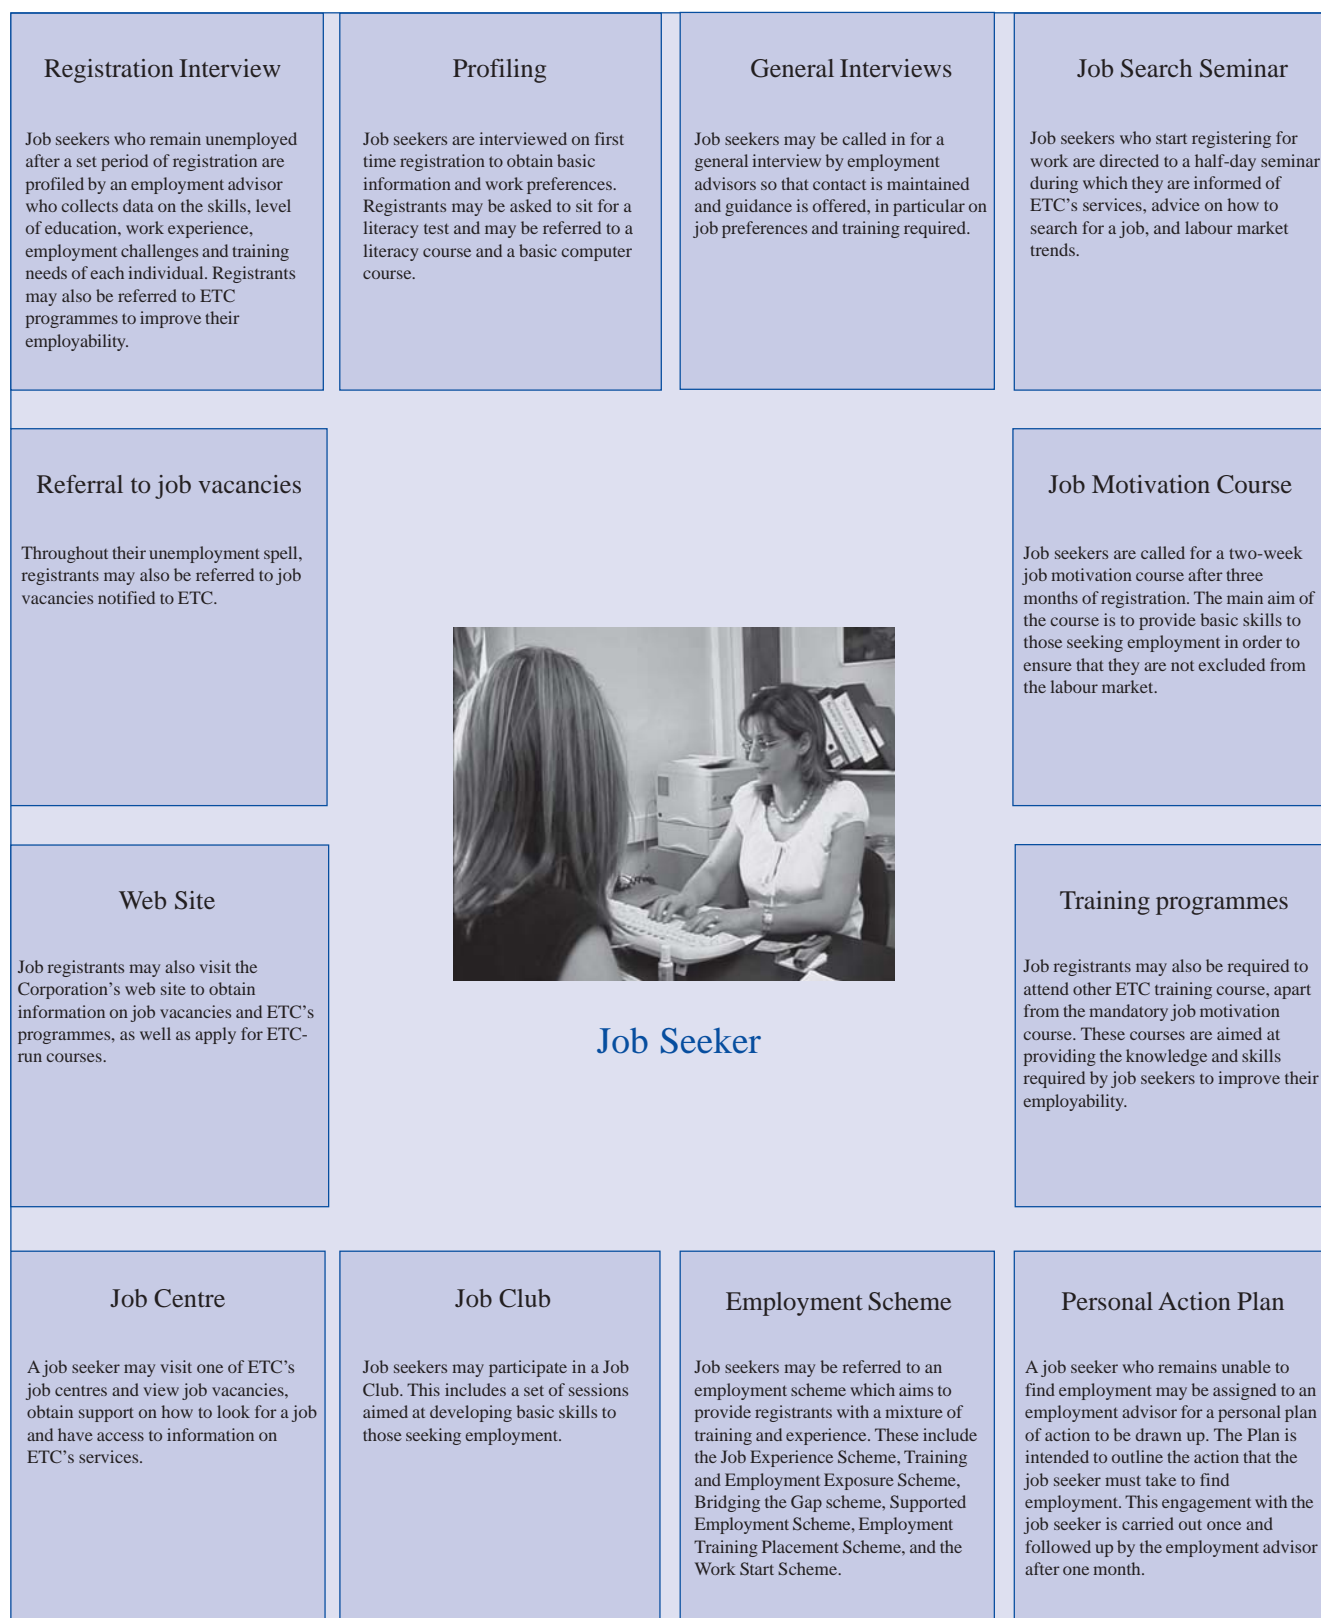 Registration Interview
Job seekers who remain unemployed
after a set period of registration are
profiled by an employment advisor
who collects data on the skills, level
of education, work experience,
employment challenges and training
needs of each individual. Registrants
may also be referred to ETC
programmes to improve their
employability.
Profiling
Job seekers are interviewed on first
time registration to obtain basic
information and work preferences.
Registrants may be asked to sit for a
literacy test and may be referred to a
literacy course and a basic computer
course.
General Interviews
Job seekers may be called in for a
general interview by employment
advisors so that contact is maintained
and guidance is offered, in particular on
job preferences and training required.
Job Search Seminar
Job seekers who start registering for
work are directed to a half-day seminar
during which they are informed of
ETC's services, advice on how to
search for a job, and labour market
trends.
Referral to job vacancies
Throughout their unemployment spell,
registrants may also be referred to job
vacancies notified to ETC.
Job Motivation Course
Job seekers are called for a two-week
job motivation course after three
months of registration. The main aim of
the course is to provide basic skills to
those seeking employment in order to
ensure that they are not excluded from
the labour market.
Web Site
Job registrants may also visit the
Corporation's web site to obtain
information on job vacancies and ETC's
programmes, as well as apply for ETC-
run courses.
Job Seeker
Training programmes
Job registrants may also be required to
attend other ETC training course, apart
from the mandatory job motivation
course. These courses are aimed at
providing the knowledge and skills
required by job seekers to improve their
employability.
Job Centre
A job seeker may visit one of ETC's
job centres and view job vacancies,
obtain support on how to look for a job
and have access to information on
ETC's services.
Job Club
Job seekers may participate in a Job
Club. This includes a set of sessions
aimed at developing basic skills to
those seeking employment.
Employment Scheme
Job seekers may be referred to an
employment scheme which aims to
provide registrants with a mixture of
training and experience. These include
the Job Experience Scheme, Training
and Employment Exposure Scheme,
Bridging the Gap scheme, Supported
Employment Scheme, Employment
Training Placement Scheme, and the
Work Start Scheme.
Personal Action Plan
A job seeker who remains unable to
find employment may be assigned to an
employment advisor for a personal plan
of action to be drawn up. The Plan is
intended to outline the action that the
job seeker must take to find
employment. This engagement with the
job seeker is carried out once and
followed up by the employment advisor
after one month.